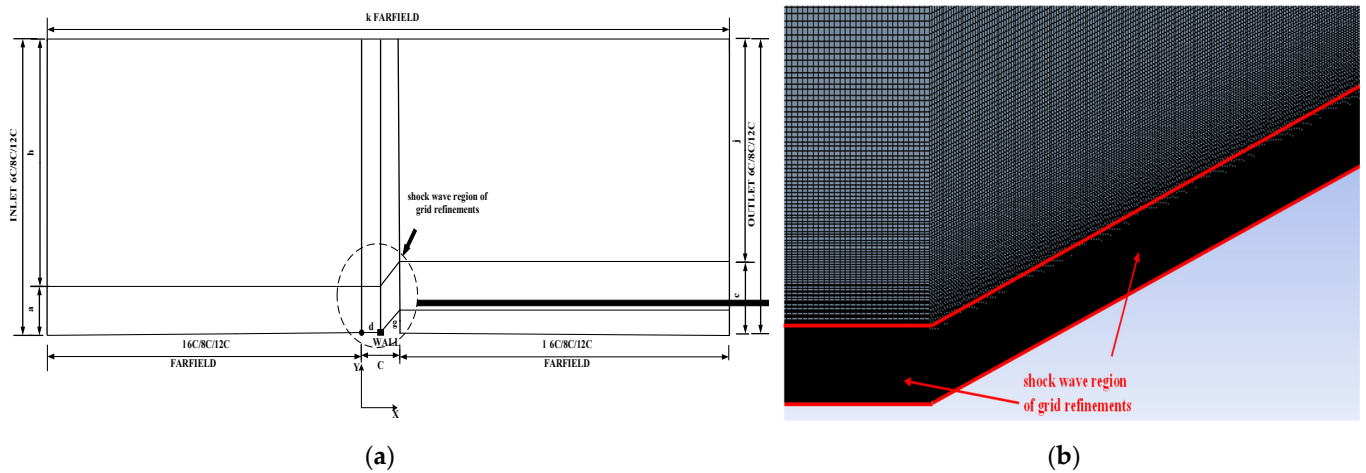 k FARFIELD
INLET 6C/8C/12C
h
a
shock wave region of
grid refinements
j
OUTLET 6C/8C/12C
e
d
g
WALL
l 6C/8C/12C
FARFIELD
C
1 6C/8C/12C
FARFIELD
Y
X
(a)
shock wave region
of grid refinements
(b)